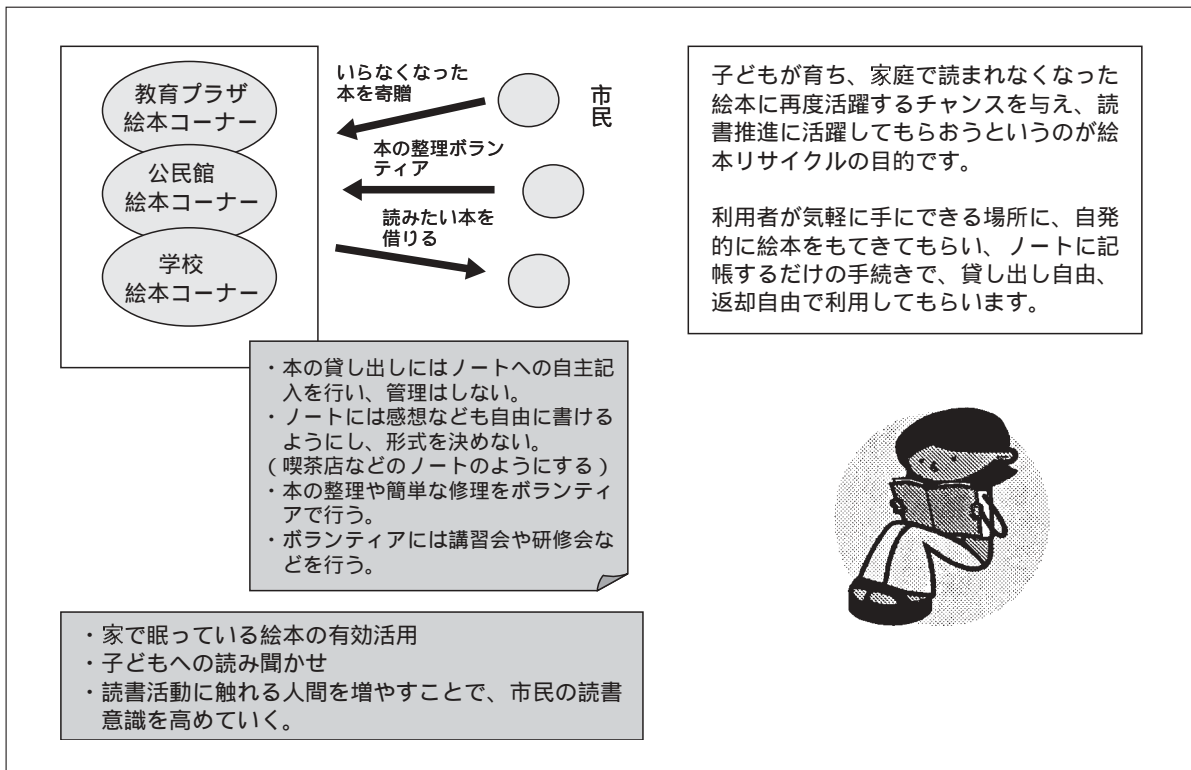 教育プラザ
絵本コーナー
公民館
絵本コーナー
学校
絵本コーナー
いらなくなった
本を寄贈
本の整理ボラン
ティア
読みたい本を
借りる
市民
子どもが育ち、家庭で読まれなくなった
絵本に再度活躍するチャンスを与え、読
書推進に活躍してもらおうというのが絵
本リサイクルの目的です。
利用者が気軽に手にできる場所に、自発
的に絵本をもてきてもらい、ノートに記
帳するだけの手続きで、貸し出し自由、
返却自由で利用してもらいます。
・本の貸し出しにはノートへの自主記
入を行い、管理はしない。
・ノートには感想なども自由に書ける
ようにし、形式を決めない。
(喫茶店などのノートのようにする)
・本の整理や簡単な修理をボランティ
アで行う。
・ボランティアには講習会や研修会な
どを行う。
・家で眠っている絵本の有効活用
・子どもへの読み聞かせ
・読書活動に触れる人間を増やすことで、市民の読書
意識を高めていく。